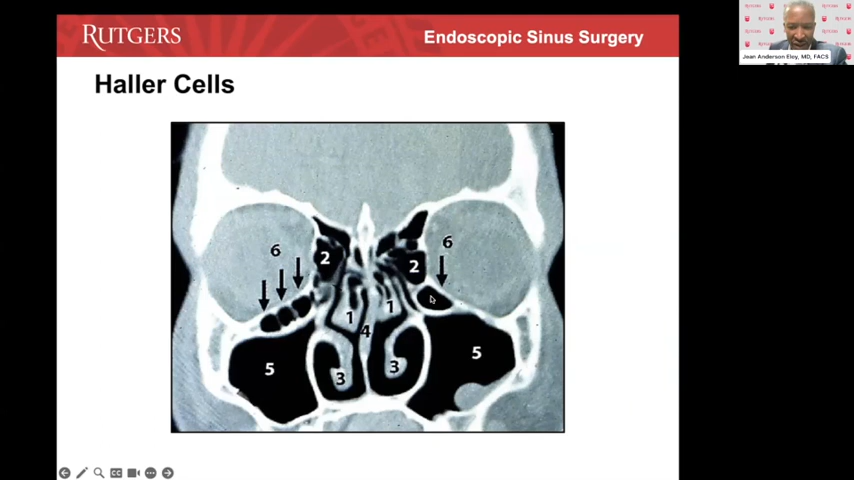 RUTGERS
Endoscopic Sinus Surgery
Jean Anderson Eloy, MD, FACS
Haller Cells
6
6
2
2
1
1
4
5
5
3
3
CC